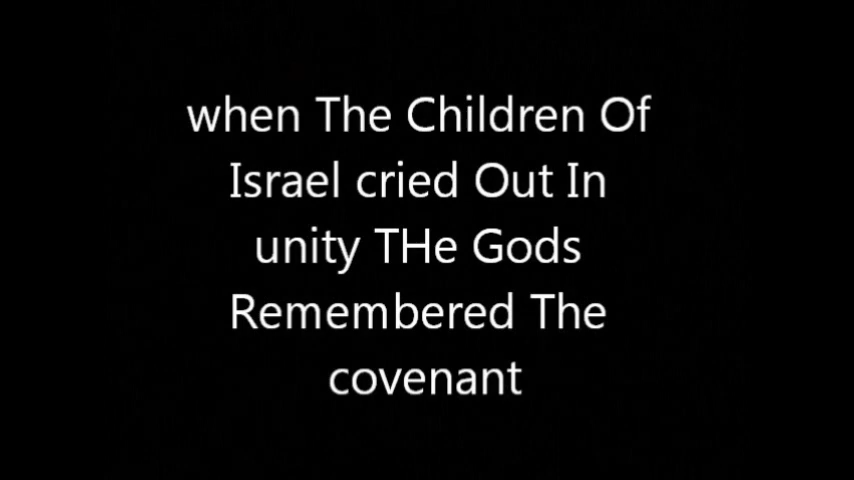 when The Children Of
Israel cried Out In
unity THe Gods
Remembered The
covenant